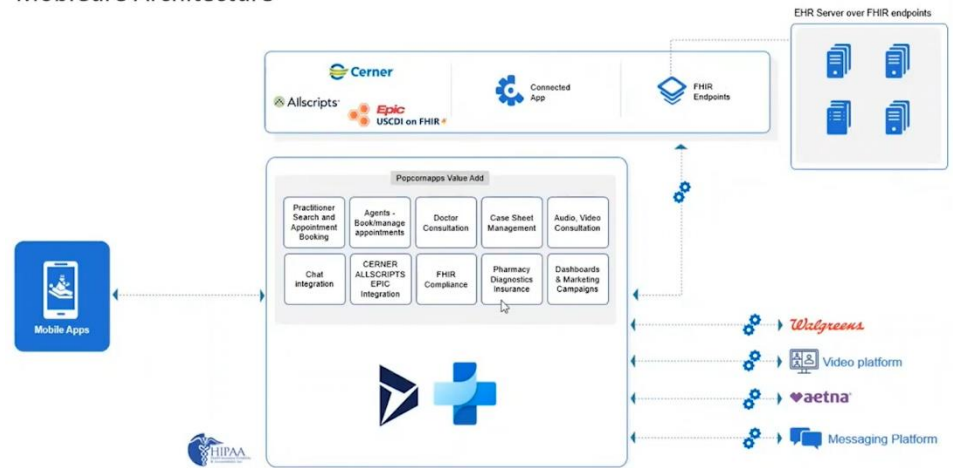 MobiCare Architecture
EHR Server over FHIR endpoints
Cerner
Allscripts
Epic
USCDI on FHIR
Connected
App
FHIR
Endpoints
Popcornapps Value Add
Practitioner
Search and
Appointment
Booking
Agents -
Book/manage
appointments
Doctor
Consultation
Case Sheet
Management
Audio, Video
Consultation
Chat
integration
CERNER
ALLSCRIPTS
EPIC
Integration
FHIR
Compliance
Pharmacy
Diagnostics
Insurance
Dashboards
& Marketing
Campaigns
Mobile Apps
Walgreens
Video platform
aetna
Messaging Platform
HIPAA